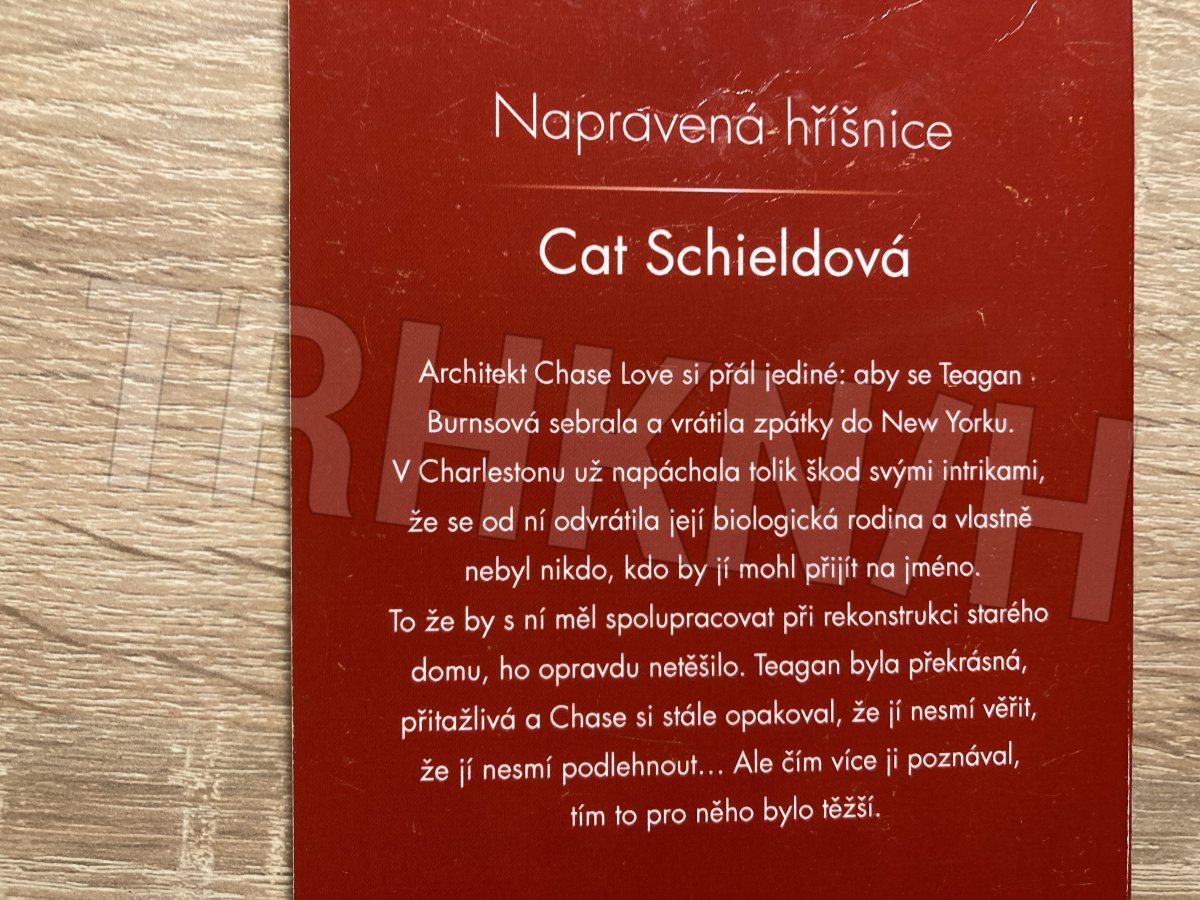 Napravená hříšnice
Cat Schieldová
Architekt Chase Love si přál jediné: aby se Teagan
Burnsová sebrala a vrátila zpátky do New Yorku.
V Charlestonu už napáchala tolik škod svými intrikami,
že se od ní odvrátila její biologická rodina a vlastně
nebyl nikdo, kdo by jí mohl přijít na jméno.
To že by s ní měl spolupracovat při rekonstrukci starého
domu, ho opravdu netěšilo. Teagan byla překrásná,
přitažlivá a Chase si stále opakoval, že jí nesmí věřit,
že jí nesmí podlehnout... Ale čím více ji poznával,
tím to pro něho bylo těžší.
TRHKNIH